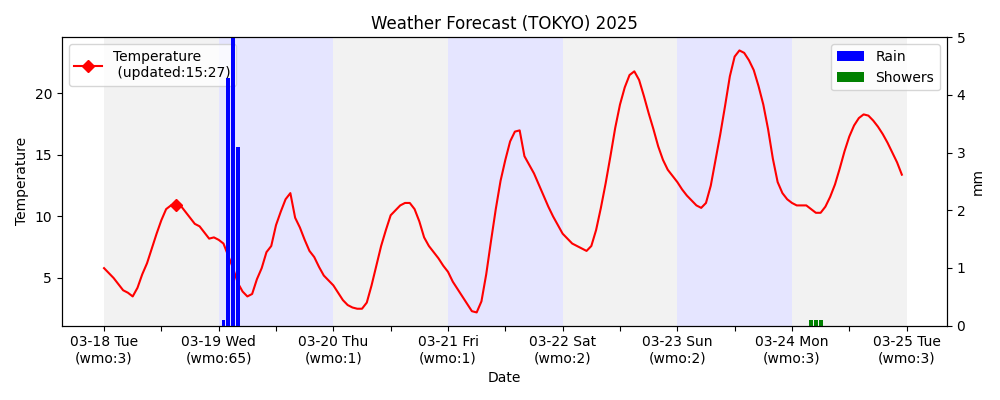 Weather Forecast (TOKYO) 2025
Temperature
(updated:15:27)
Rain
Showers
Temperature
20
15
10
5
5
4
3
2
1
0
mm
03-18 Tue
(wmo:3)
03-19 Wed
(wmo:65)
03-20 Thu
(wmo:1)
03-21 Fri
(wmo:1)
03-22 Sat
(wmo:2)
03-23 Sun
(wmo:2)
03-24 Mon
(wmo:3)
03-25 Tue
(wmo:3)
Date